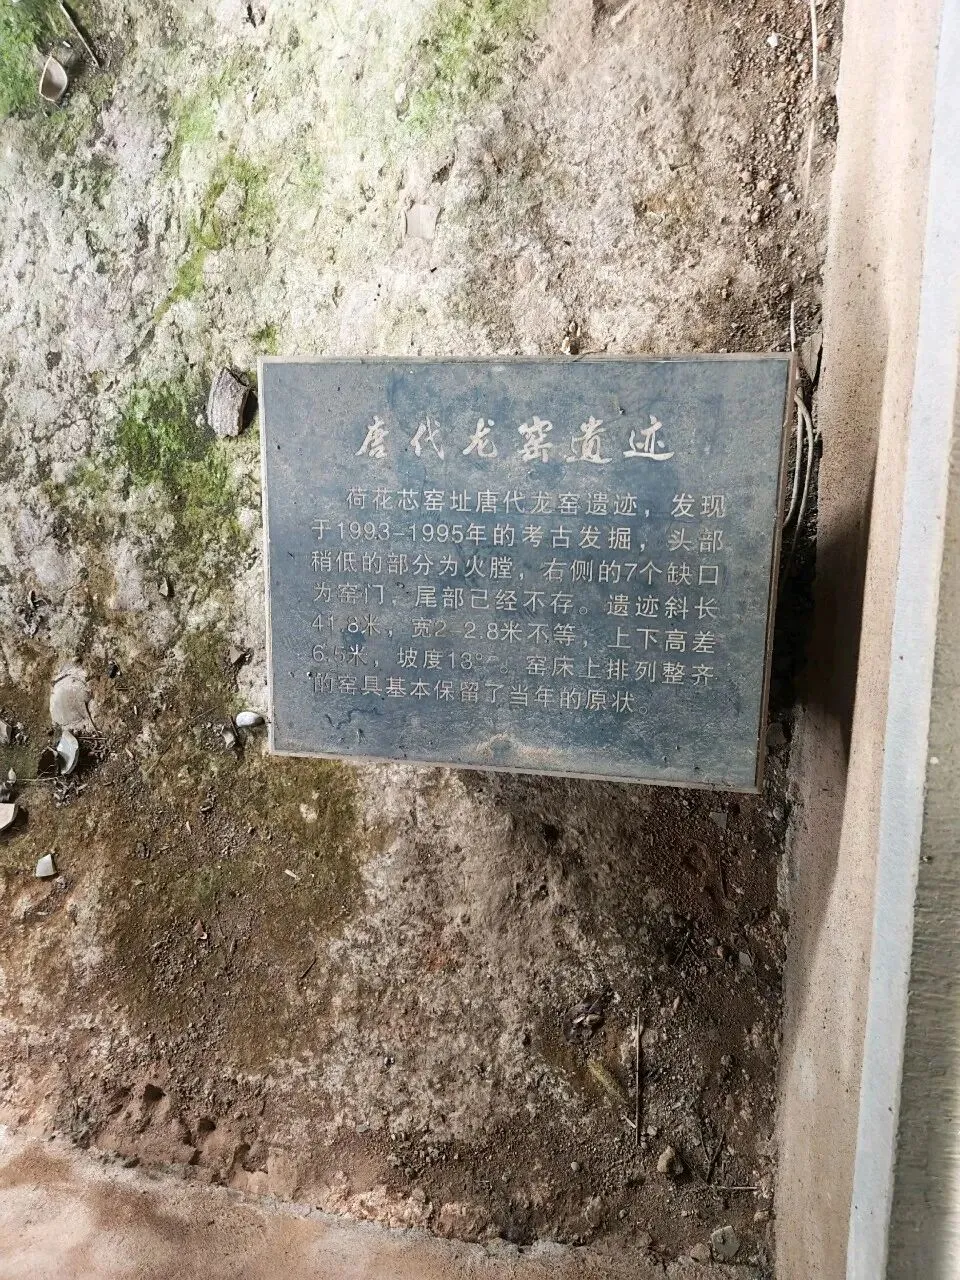 唐代龙窑遗迹
荷花芯窑址唐代龙窑遗迹，发现
于1993-1995年的考古发掘，头部
稍低的部分为火膛，右侧的7个缺口
为窑门，尾部已经不存。遗迹斜长
41.8米，宽2-2.8米不等，上下高差
6.5米，坡度13°。窑床上排列整齐
的窑具基本保留了当年的原状。